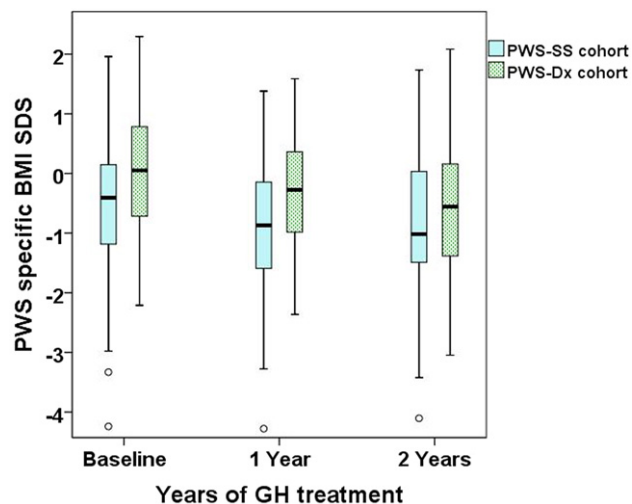 PWS-SS cohort
PWS-Dx cohort
PWS specific BMI SDS
2
1
0
-1
-2
-3
-4
Baseline 1 Year 2 Years
Years of GH treatment